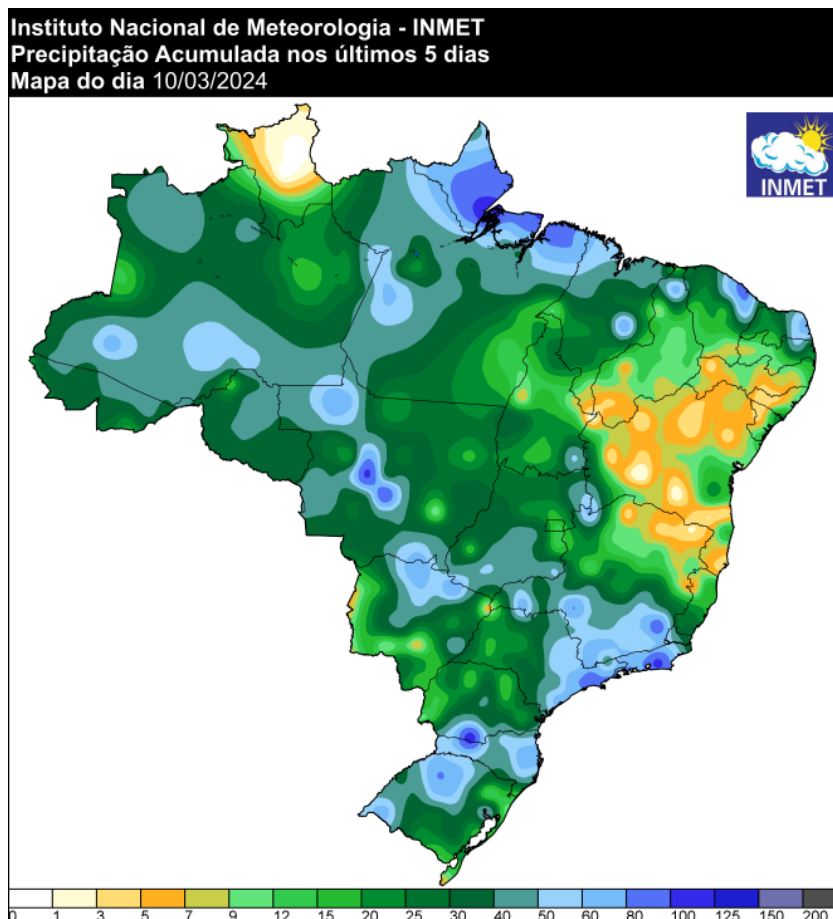 Instituto Nacional de Meteorologia - INMET
Precipitação Acumulada nos últimos 5 dias
Mapa do dia 10/03/2024
INMET
0 1 3 5 7 9 12 15 20 25 30 40 50 60 80 100 125 150 200